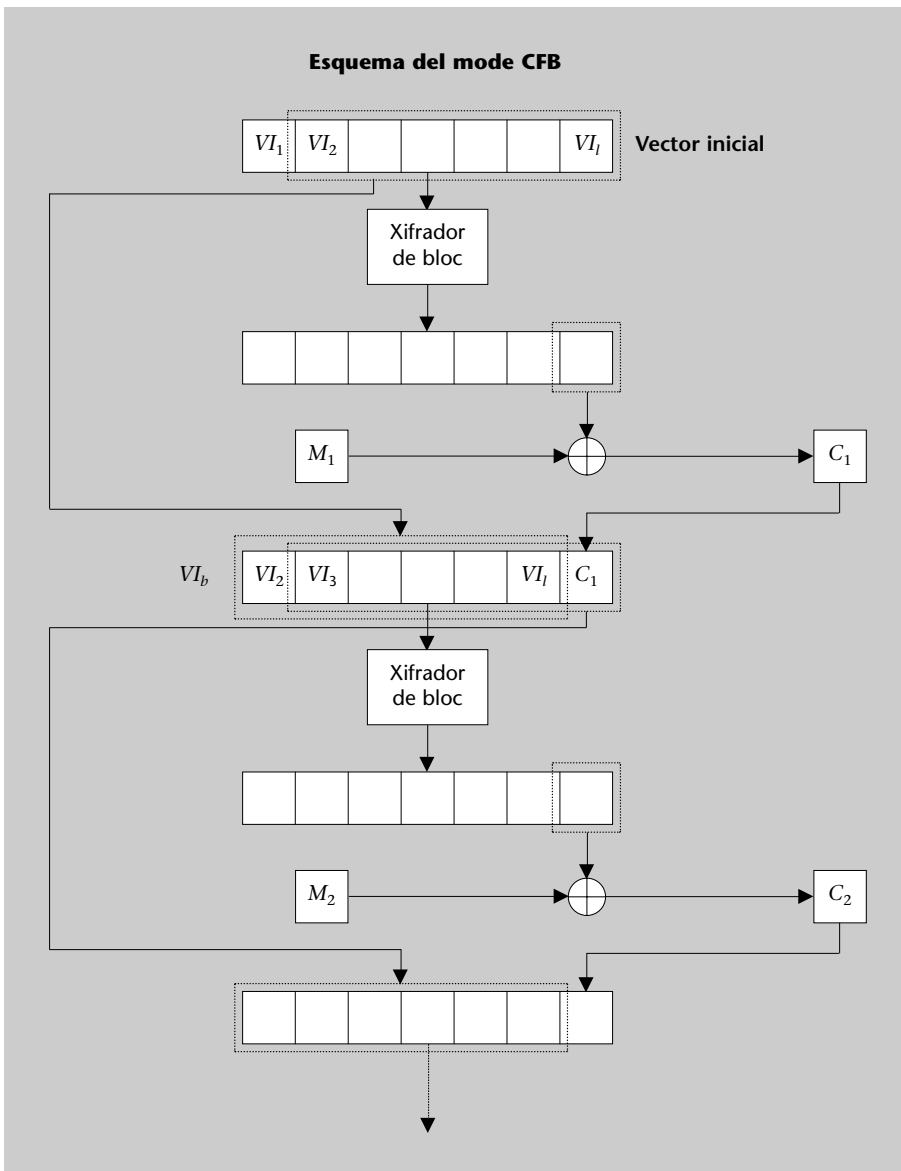 Esquema del mode CFB
VI₁ VI₂ VIₗ Vector inicial
Xifrador
de bloc
M₁ C₁
VI_b VI₂ VI₃ VIₗ C₁
Xifrador
de bloc
M₂ C₂